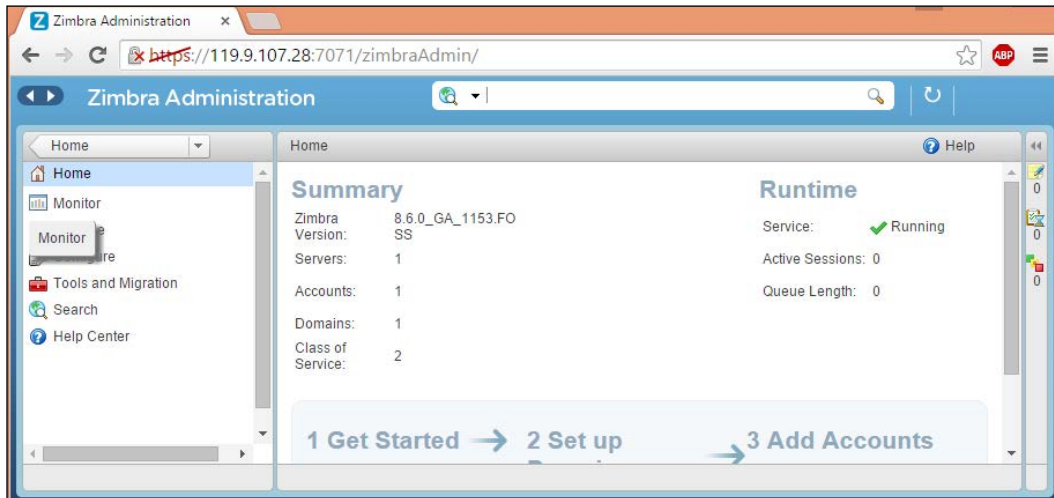 Zimbra Administration
https://119.9.107.28:7071/zimbraAdmin/
ABP
Zimbra Administration
Home
Home
Help
Home
Monitor
Monitor
Tools and Migration
Search
Help Center
Summary
Zimbra Version: 8.6.0_GA_1153.FO
SS
Servers: 1
Accounts: 1
Domains: 1
Class of Service: 2
Runtime
Service: Running
Active Sessions: 0
Queue Length: 0
0
0
0
1 Get Started
2 Set up
3 Add Accounts